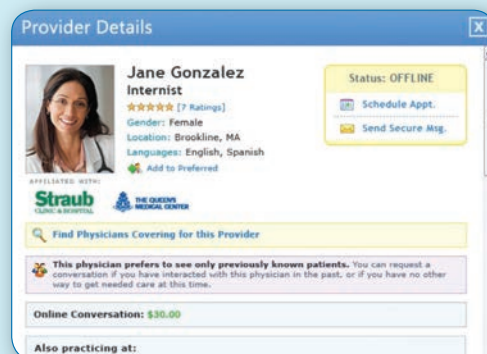 Provider Details
X
Jane Gonzalez
Internist
[7 Ratings]
Gender: Female
Location: Brookline, MA
Languages: English, Spanish
Add to Preferred
Status: OFFLINE
Schedule Appt.
Send Secure Msg.
AFFILIATED WITH:
Straub
CLINIC & HOSPITAL
THE QUEEN'S
MEDICAL CENTER
Find Physicians Covering for this Provider
This physician prefers to see only previously known patients. You can request a
conversation if you have interacted with this physician in the past, or if you have no other
way to get needed care at this time.
Online Conversation: $30.00
Also practicing at: